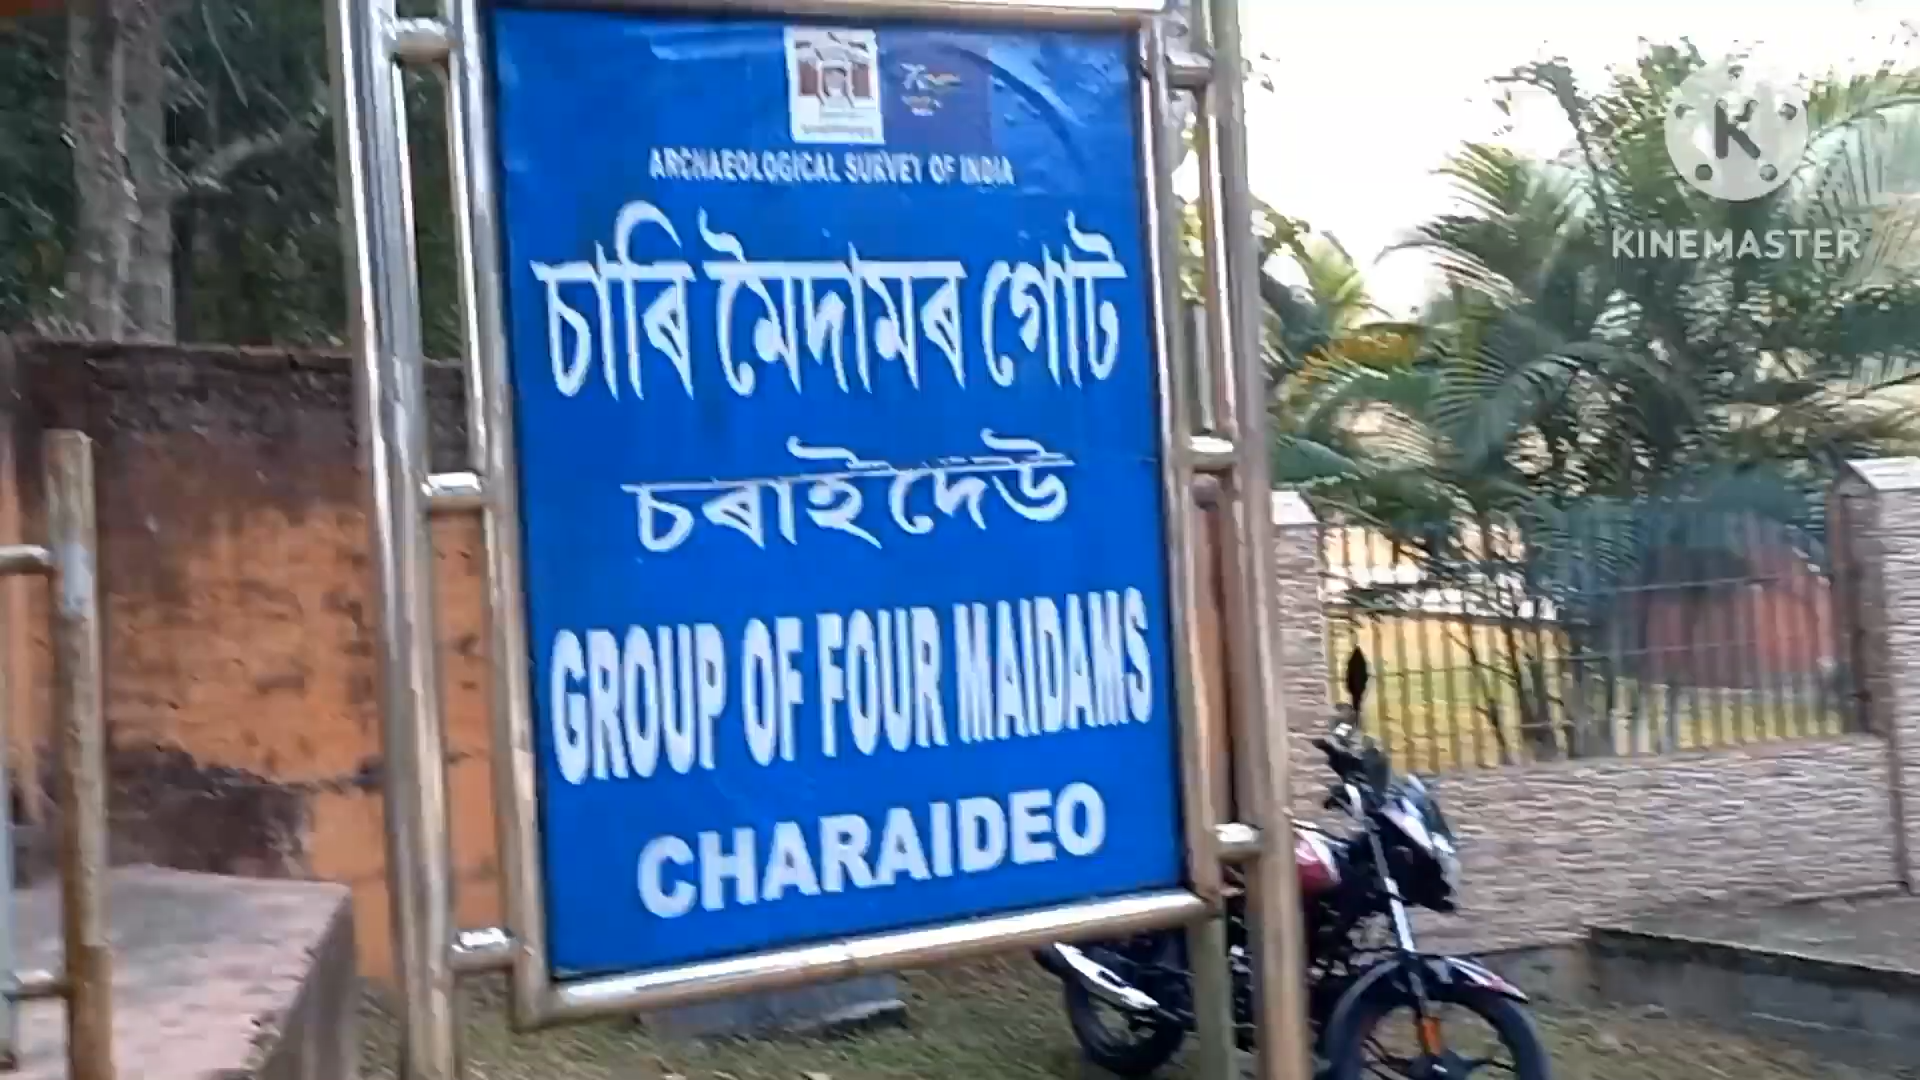 ARCHAEOLOGICAL SURVEY OF INDIA
চাৰি মৈদামৰ গোট
চৰাইদেউ
GROUP OF FOUR MAIDAMS
CHARAIDEO
K
KINEMASTER